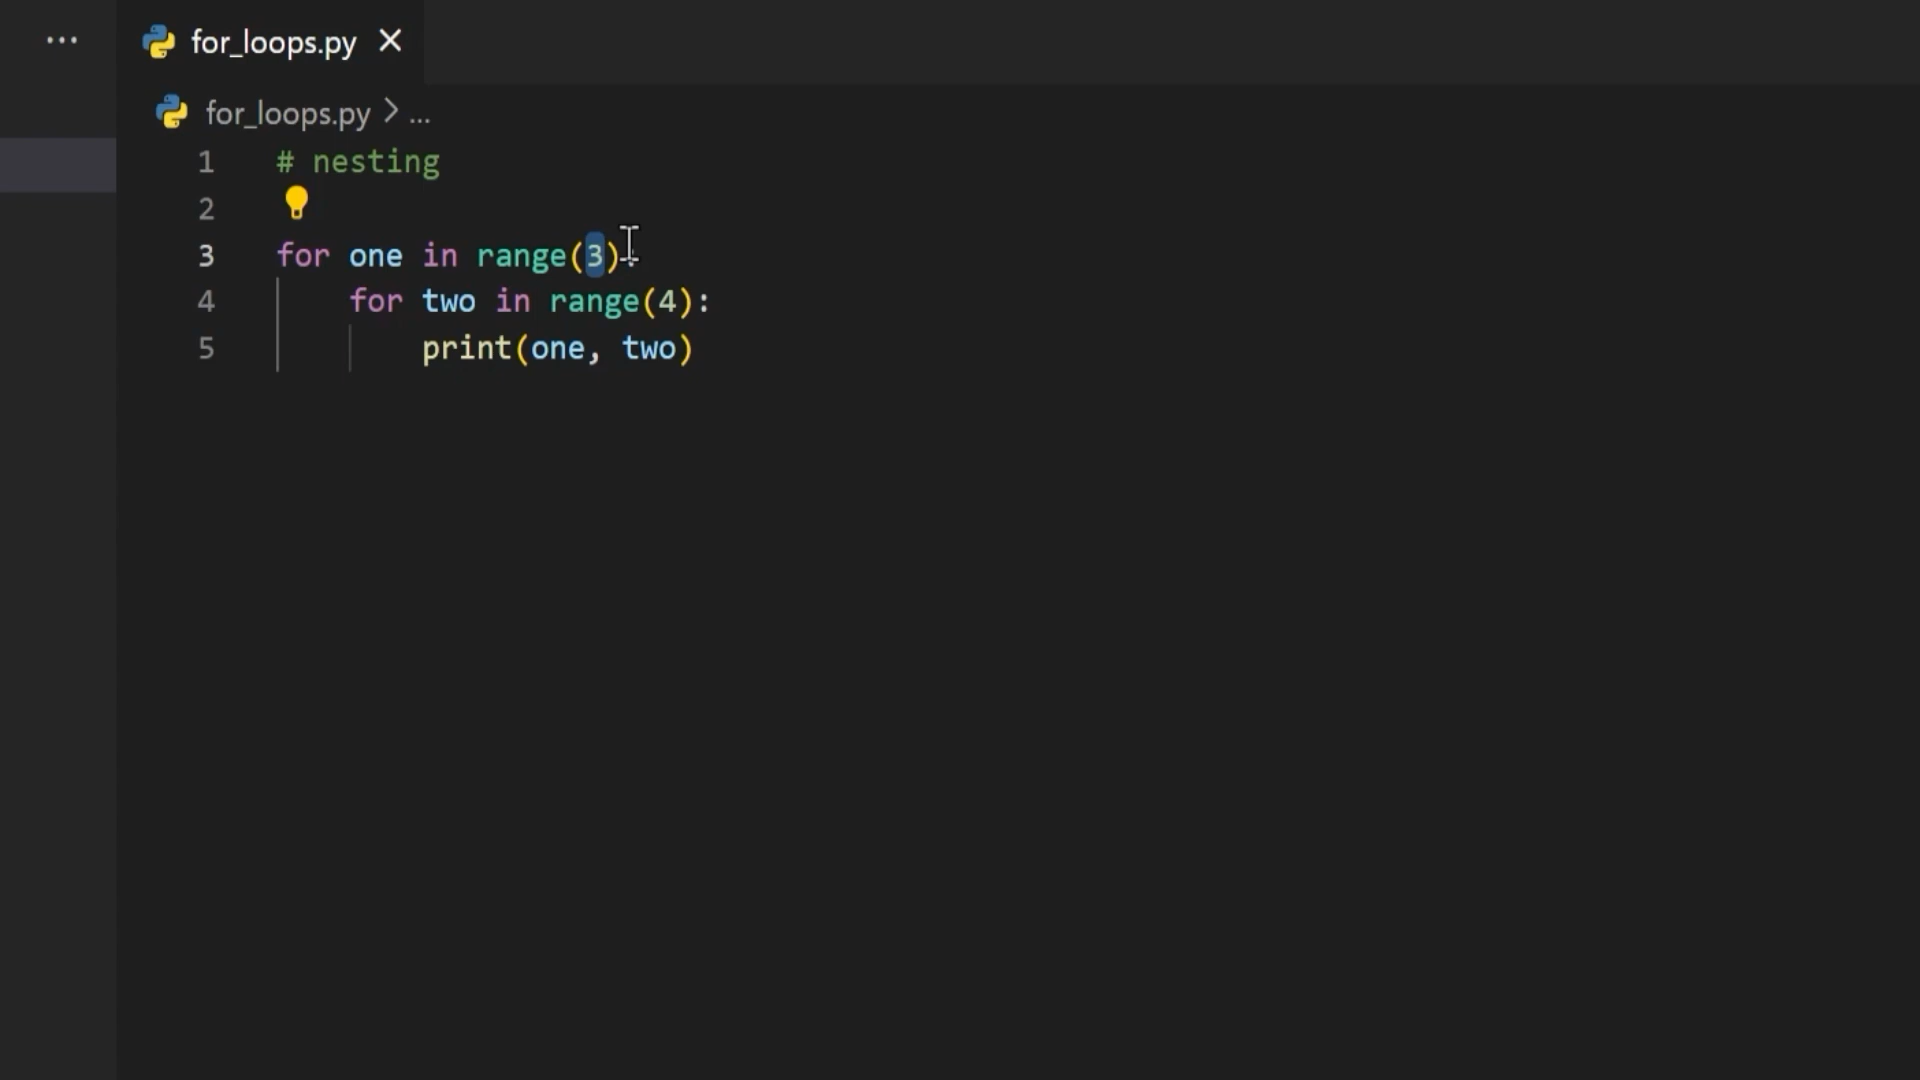 ... for_loops.py
for_loops.py > ...
1 # nesting
2
3 for one in range(3):
4     for two in range(4):
5         print(one, two)